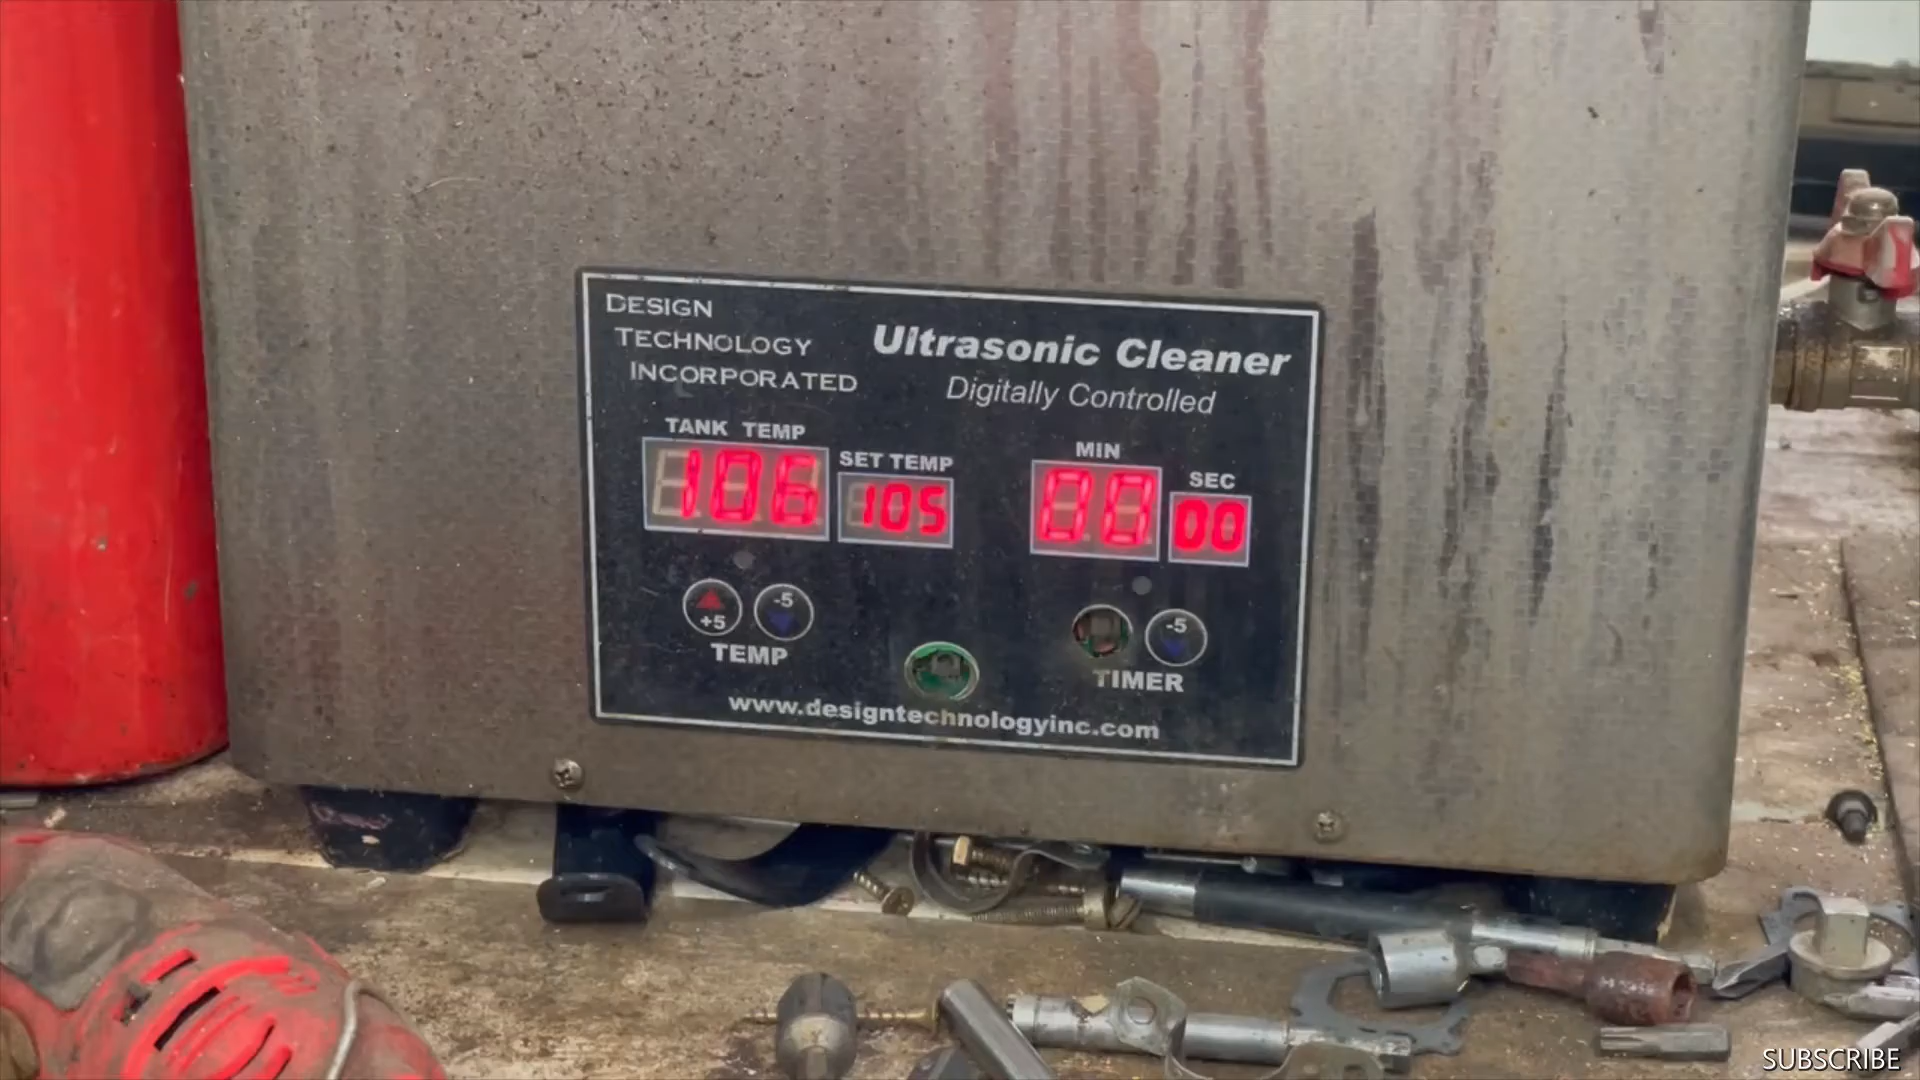 DESIGN
TECHNOLOGY
INCORPORATED
Ultrasonic Cleaner
Digitally Controlled
TANK TEMP
SET TEMP
MIN
SEC
106
105
00
00
+5
-5
-5
TEMP
TIMER
www.designtechnologyinc.com
SUBSCRIBE